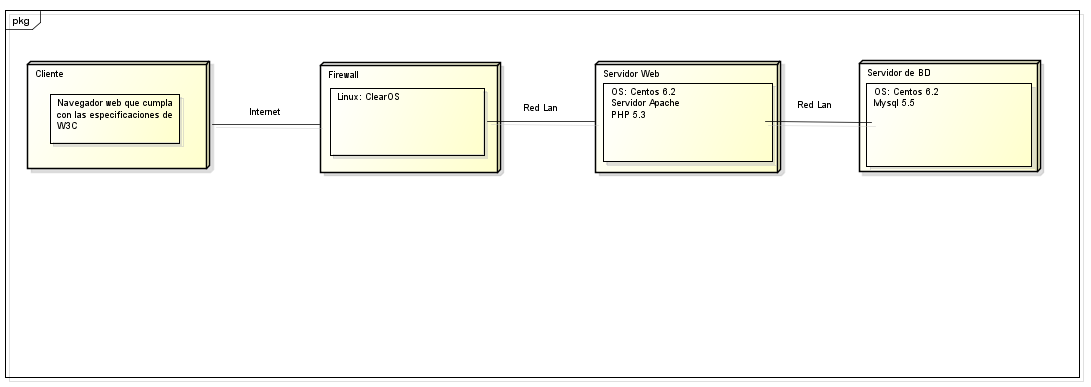 pkg
Cliente
Navegador web que cumpla
con las especificaciones de
W3C
Internet
Firewall
Linux: ClearOS
Red Lan
Servidor Web
OS: Centos 6.2
Servidor Apache
PHP 5.3
Red Lan
Servidor de BD
OS: Centos 6.2
Mysql 5.5